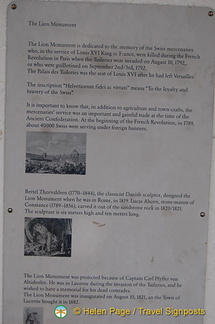 The Lion Monument
The Lion Monument is dedicated to the memory of the Swiss mercenaries
who, in the service of Louis XVI King in France, were killed during the French
Revolution in Paris when the Tuileries was invaded on August 10, 1792,
or who were guillotined on September 2nd/3rd, 1792.
The Palais des Tuileries was the seat of Louis XVI after he had left Versailles.
The inscription "Helvetiorum fidei ac virtuti" means "To the loyalty and
bravery of the Swiss".
It is important to know that, in addition to agriculture and town-crafts, the
mercenaries' service was an important and gainful trade at the time of the
Ancient Confederation. At the beginning of the French Revolution, in 1789,
about 40'000 Swiss were serving under foreign banners.
Bertel Thorvaldsen (1770–1844), the classicist Danish sculptor, designed the
Lion Monument when he was in Rome, in 1819. Lucas Ahorn, stone-mason of
Constance (1789–1856), carved it out of the sandstone rock in 1820/1821.
The sculpture is six meters high and ten meters long.
The Lion Monument was initiated because of Captain Carl Pfyffer von
Altishofen. He was in Lucerne during the invasion of the Tuileries, and he
wished to have a memorial for his dead comrades.
The Lion Monument was inaugurated on August 10, 1821, as the Town of
Lucerne bought it in 1882.
© Helen Page / Travel Signposts